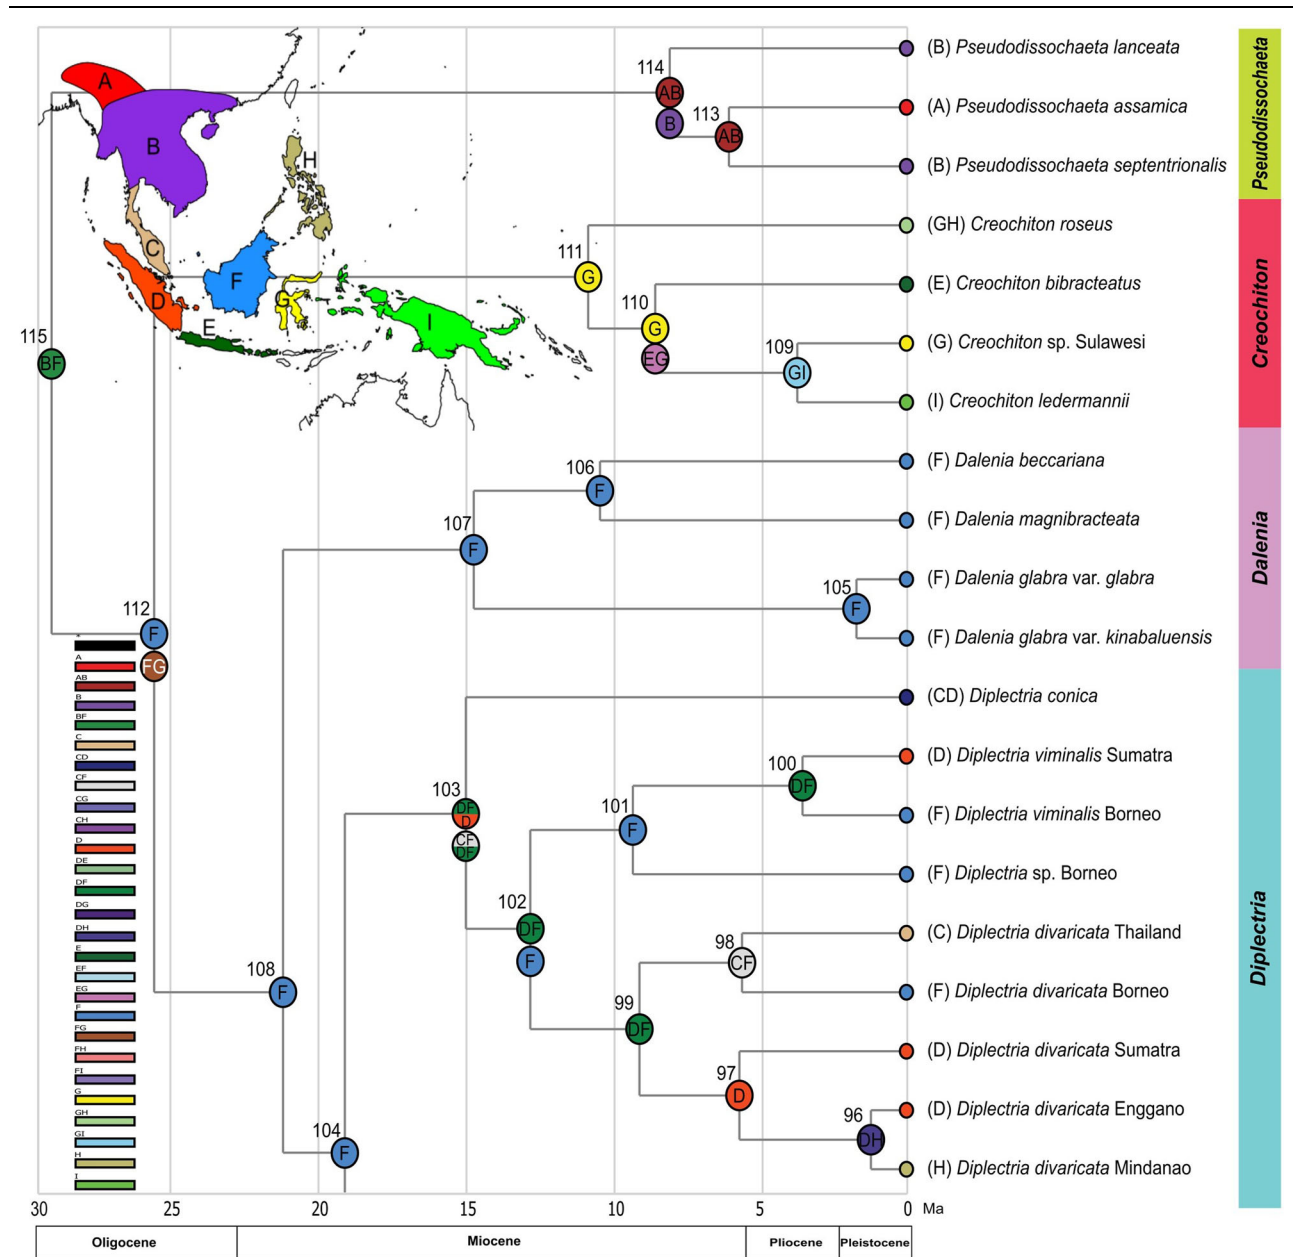 A
B
C
D
E
F
G
H
I
115
BF
114
AB
B
113
AB
111
G
110
G
EG
109
GI
112
F
FG
107
F
106
F
105
F
108
F
104
F
103
DF
D
CF
DF
102
DF
F
101
F
100
DF
99
DF
98
CF
97
D
96
DH
(B) Pseudodissochaeta lanceata
(A) Pseudodissochaeta assamica
(B) Pseudodissochaeta septentrionalis
(GH) Creochiton roseus
(E) Creochiton bibracteatus
(G) Creochiton sp. Sulawesi
(I) Creochiton ledermannii
(F) Dalenia beccariana
(F) Dalenia magnibracteata
(F) Dalenia glabra var. glabra
(F) Dalenia glabra var. kinabaluensis
(CD) Diplectria conica
(D) Diplectria viminalis Sumatra
(F) Diplectria viminalis Borneo
(F) Diplectria sp. Borneo
(C) Diplectria divaricata Thailand
(F) Diplectria divaricata Borneo
(D) Diplectria divaricata Sumatra
(D) Diplectria divaricata Enggano
(H) Diplectria divaricata Mindanao
Pseudodissochaeta
Creochiton
Dalenia
Diplectria
*
A
AB
B
BF
C
CD
CF
CG
CH
D
DE
DF
DG
DH
E
EF
EG
F
FG
FH
FI
G
GH
GI
H
I
30 25 20 15 10 5 0 Ma
Oligocene Miocene Pliocene Pleistocene